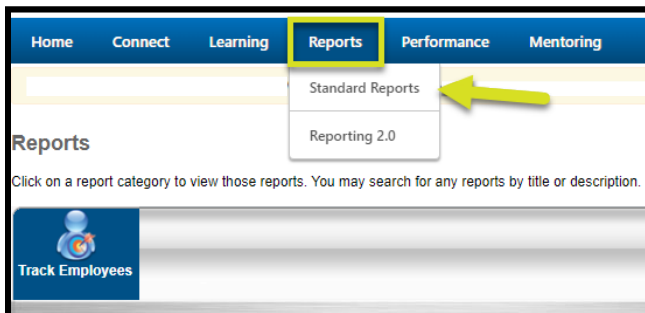 Home Connect Learning Reports Performance Mentoring
Standard Reports
Reporting 2.0
Reports
Click on a report category to view those reports. You may search for any reports by title or description.
Track Employees